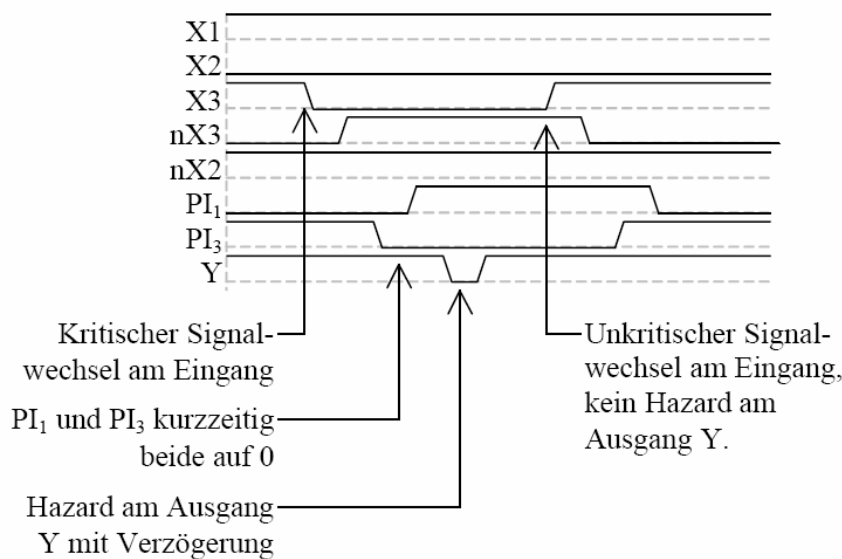 X1
X2
X3
nX3
nX2
PI₁
PI₃
Y
Kritischer Signal-
wechsel am Eingang
Unkritischer Signal-
wechsel am Eingang,
kein Hazard am
Ausgang Y.
PI₁ und PI₃ kurzzeitig
beide auf 0
Hazard am Ausgang
Y mit Verzögerung